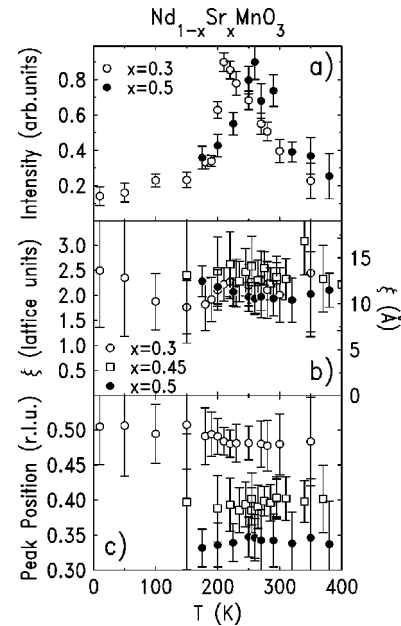 Nd1-xSrxMnO3
x=0.3
x=0.5
a)
0.8
0.6
0.4
0.2
Intensity (arb.units)
3.0
2.5
2.0
1.5
1.0
0.5
ξ (lattice units)
15
10
5
0
ξ (Å)
x=0.3
x=0.45
x=0.5
b)
0.50
0.45
0.40
0.35
0.30
Peak Position (r.l.u.)
c)
0 100 200 300 400
T (K)